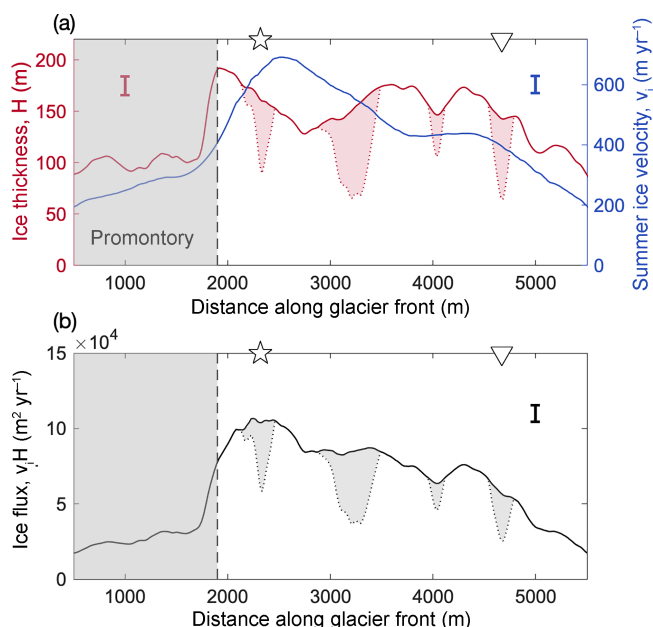 (a)
200
150
100
50
0
Ice thickness, H (m)
Promontory
600
400
200
0
Summer ice velocity, vᵢ (m yr⁻¹)
1000 2000 3000 4000 5000
Distance along glacier front (m)
(b)
×10⁴
15
10
5
0
Ice flux, vᵢH (m² yr⁻¹)
1000 2000 3000 4000 5000
Distance along glacier front (m)